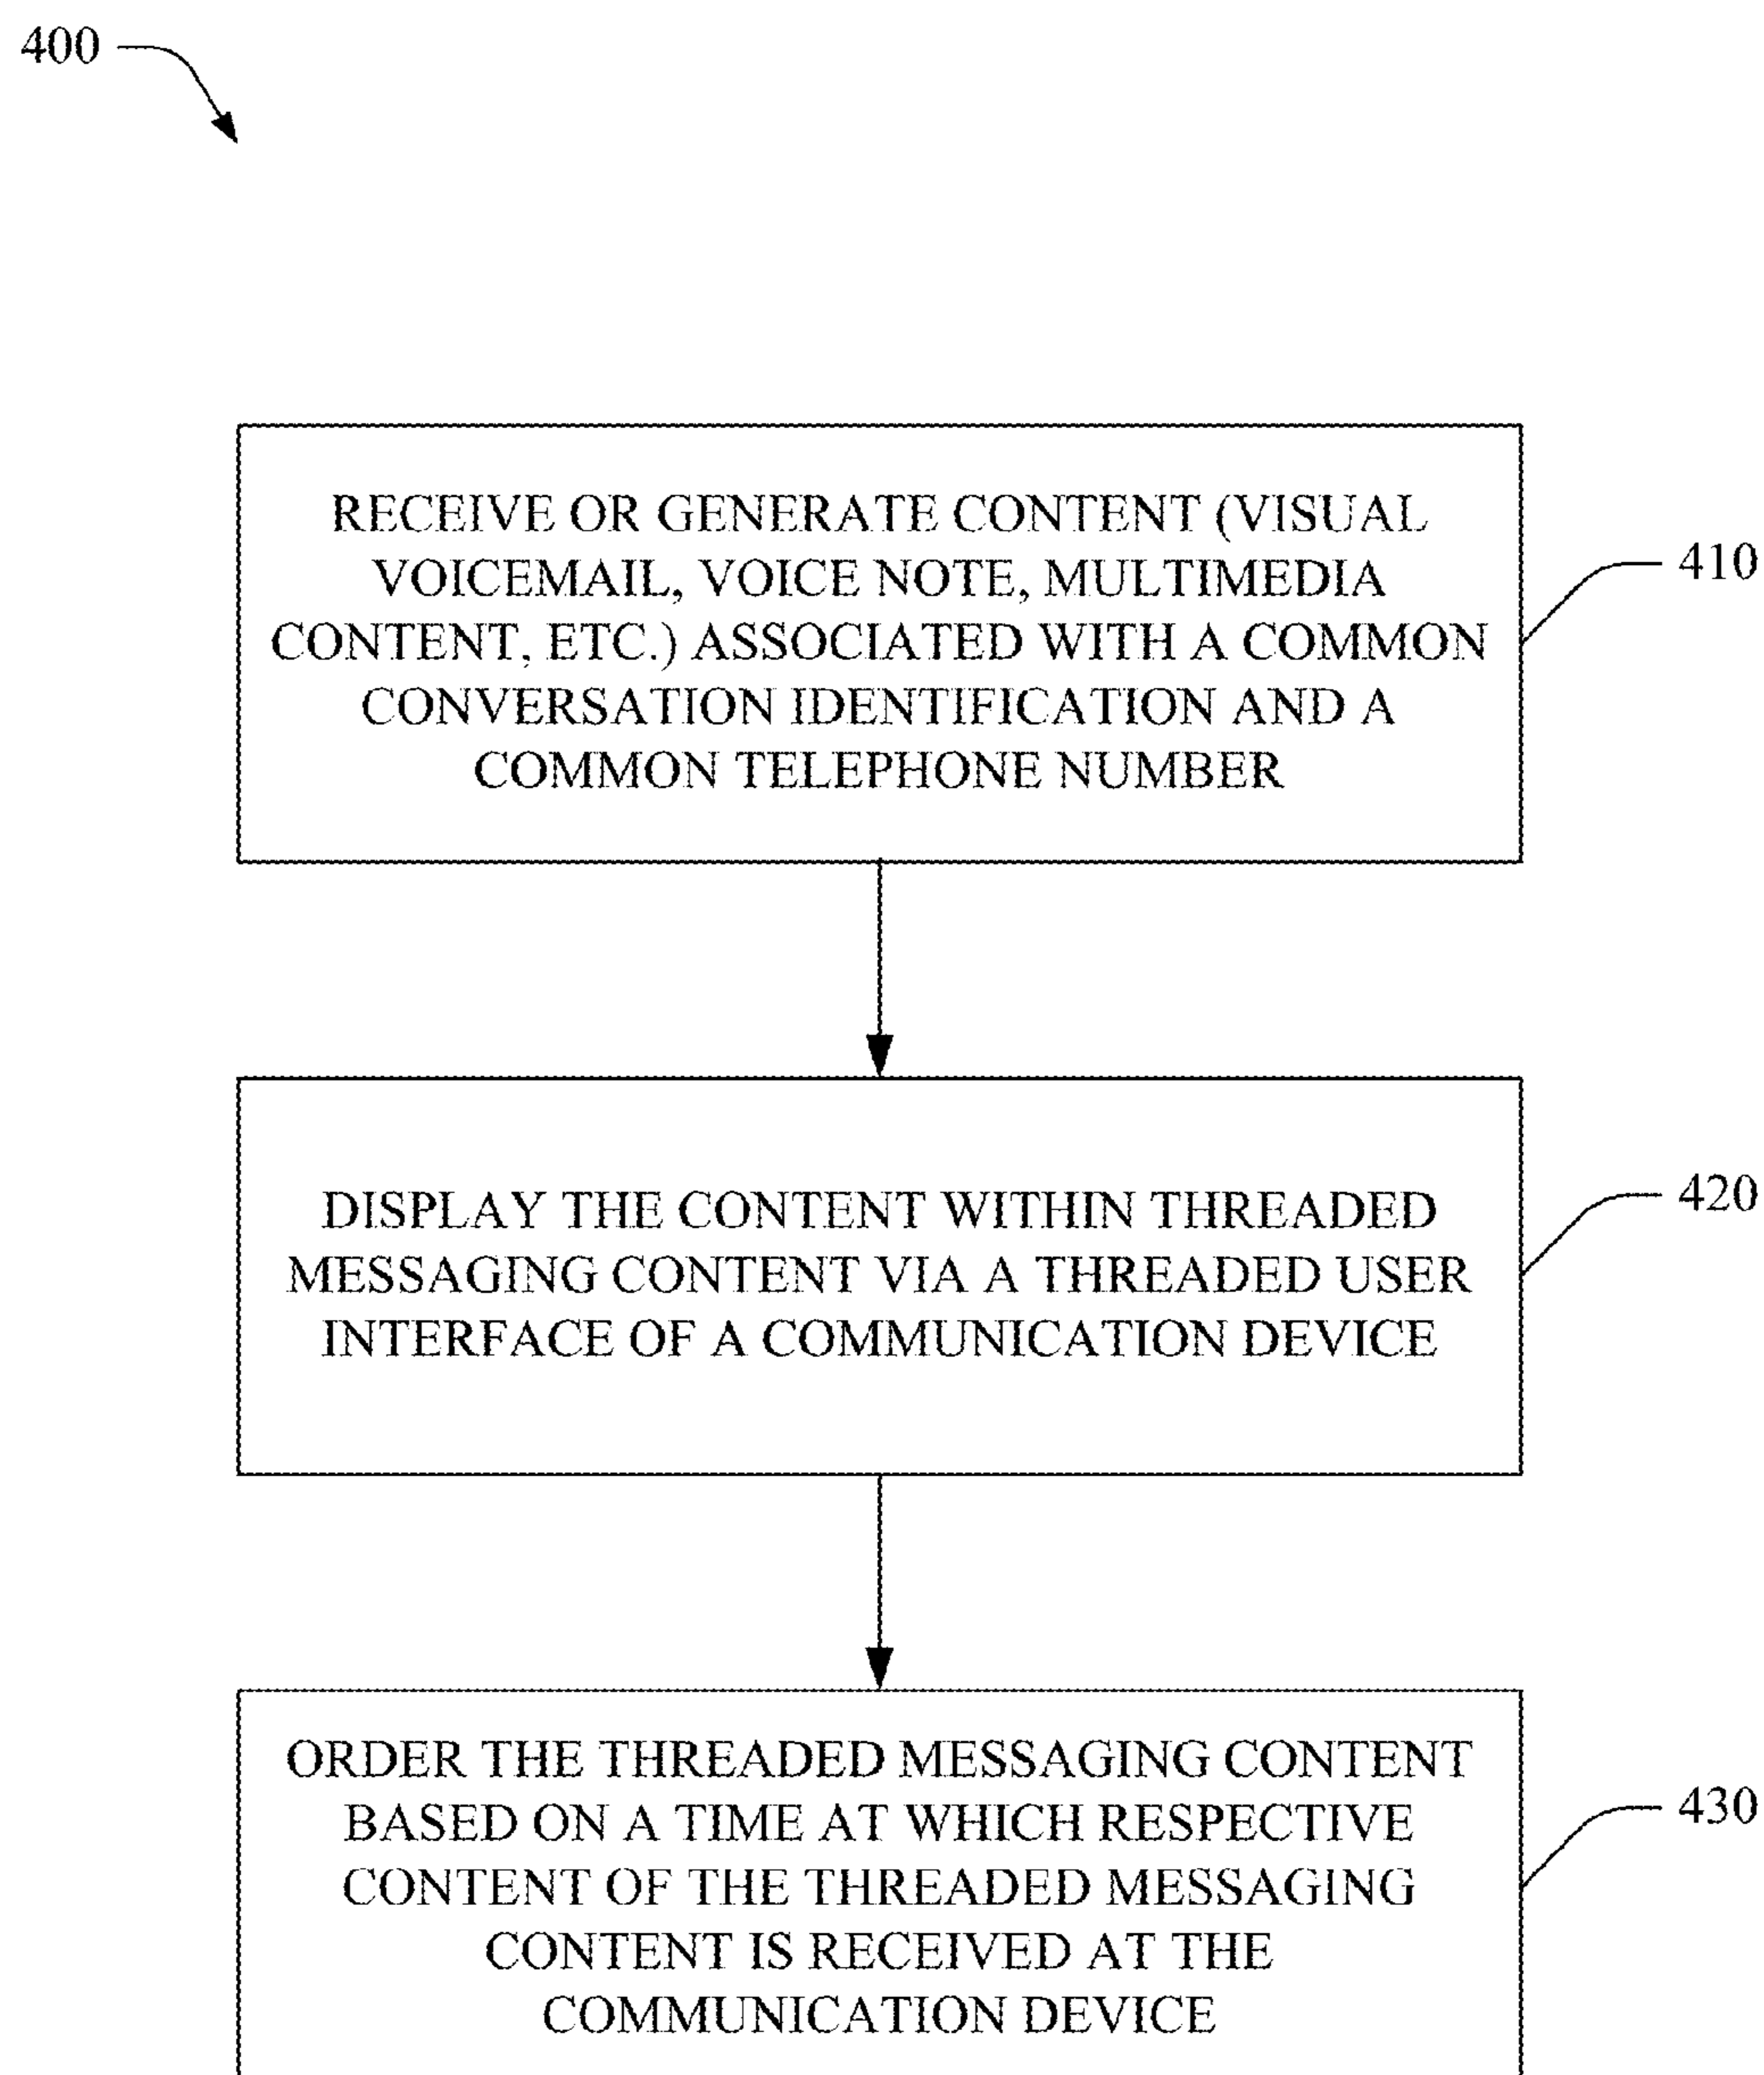 400
RECEIVE OR GENERATE CONTENT (VISUAL
VOICEMAIL, VOICE NOTE, MULTIMEDIA
CONTENT, ETC.) ASSOCIATED WITH A COMMON
CONVERSATION IDENTIFICATION AND A
COMMON TELEPHONE NUMBER
410
DISPLAY THE CONTENT WITHIN THREADED
MESSAGING CONTENT VIA A THREADED USER
INTERFACE OF A COMMUNICATION DEVICE
420
ORDER THE THREADED MESSAGING CONTENT
BASED ON A TIME AT WHICH RESPECTIVE
CONTENT OF THE THREADED MESSAGING
CONTENT IS RECEIVED AT THE
COMMUNICATION DEVICE
430